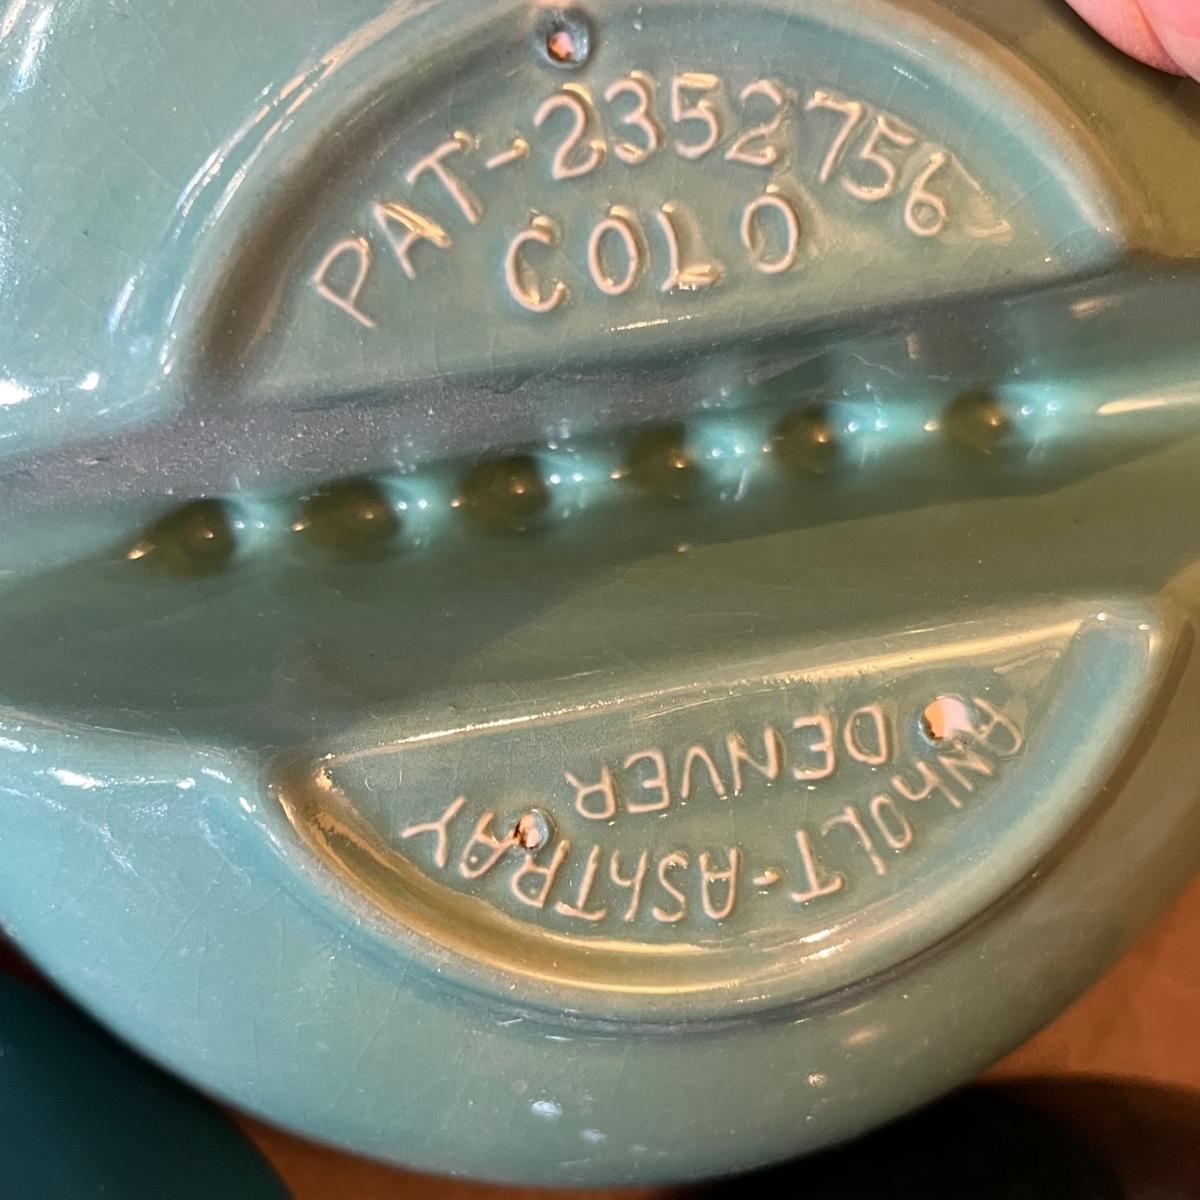 PAT-2352756
COLO
ANhOLT-AShTRAY
DENVER